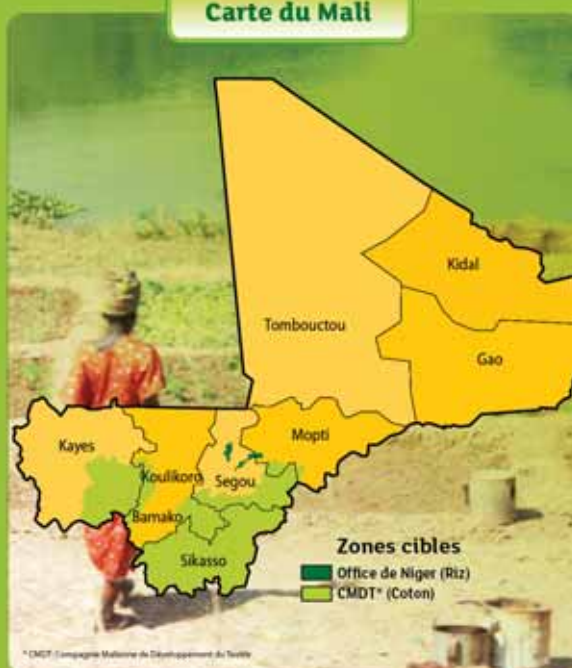 Carte du Mali
Kidal
Tombouctou
Gao
Mopti
Kayes
Koulikoro
Segou
Bamako
Sikasso
Zones cibles
Office de Niger (Riz)
CMDT* (Coton)
* CMDT: Compagnie Malienne de Développement du Textile